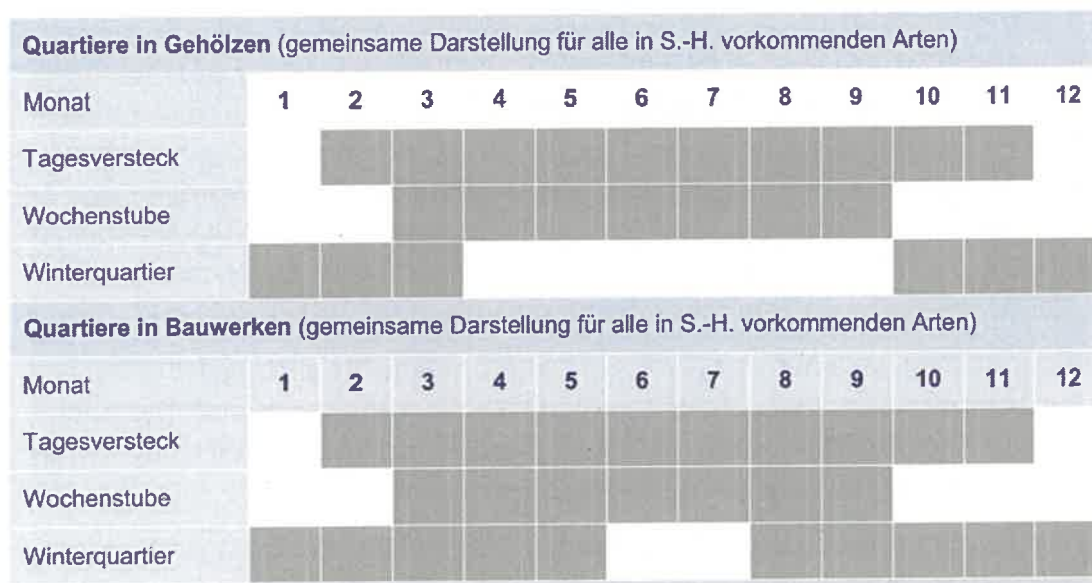 Quartiere in Gehölzen (gemeinsame Darstellung für alle in S.-H. vorkommenden Arten)
Monat 1 2 3 4 5 6 7 8 9 10 11 12
Tagesversteck
Wochenstube
Winterquartier
Quartiere in Bauwerken (gemeinsame Darstellung für alle in S.-H. vorkommenden Arten)
Monat 1 2 3 4 5 6 7 8 9 10 11 12
Tagesversteck
Wochenstube
Winterquartier